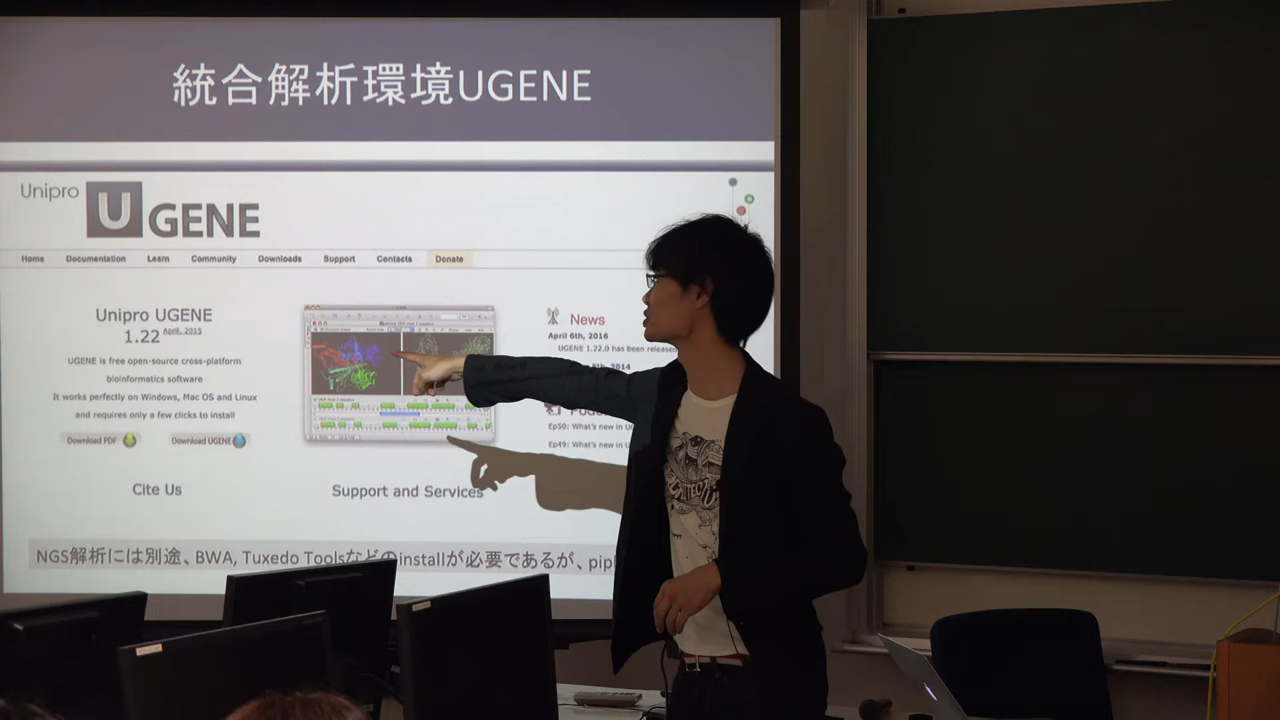 統合解析環境UGENE
Unipro
U GENE
Home Documentation Learn Community Downloads Support Contacts Donate
Unipro UGENE
1.22 April, 2015
UGENE is free open-source cross-platform
bioinformatics software
It works perfectly on Windows, Mac OS and Linux
and requires only a few clicks to install
Download PDF Download UGENE
Cite Us
Support and Services
News
April 6th, 2016
UGENE 1.22.0 has been released
2014
Ep50: What's new in
Ep49: What's new in
NGS解析には別途、BWA, Tuxedo Toolsなどのinstallが必要であるが、